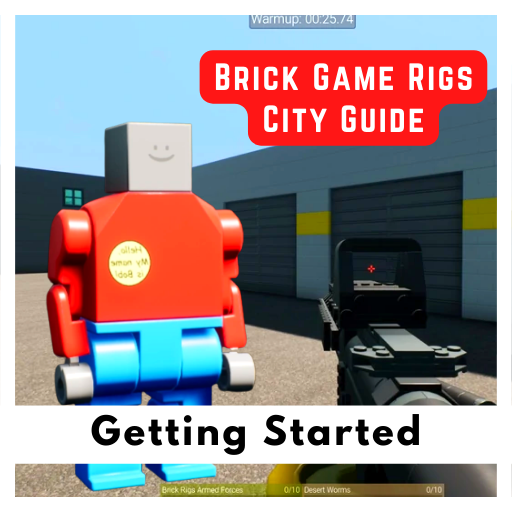 Warmup: 00:25.74
Brick Game Rigs
City Guide
Hello.
My name
is Bob!
Getting Started
Brick Rigs Armed Forces 0/10 Desert Worms 0/10